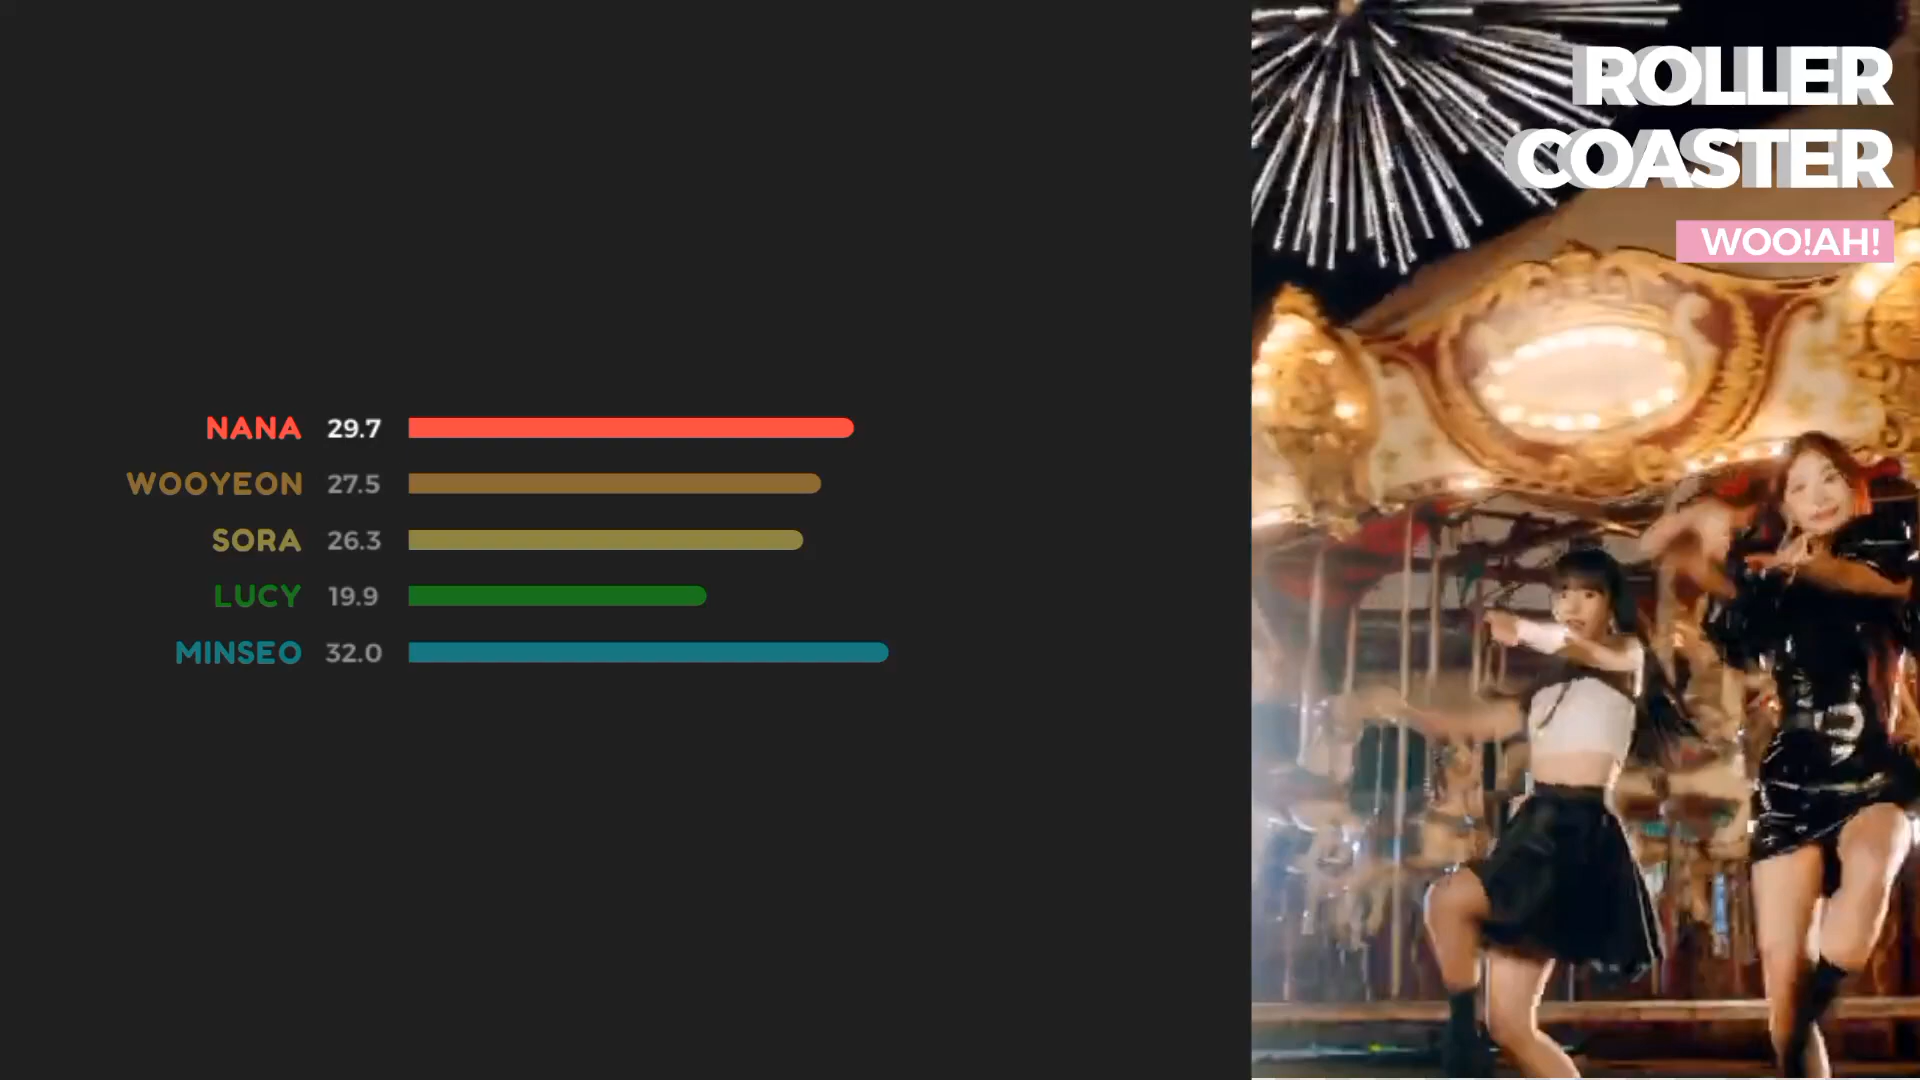 ROLLER
COASTER
WOO!AH!
NANA 29.7
WOOYEON 27.5
SORA 26.3
LUCY 19.9
MINSEO 32.0